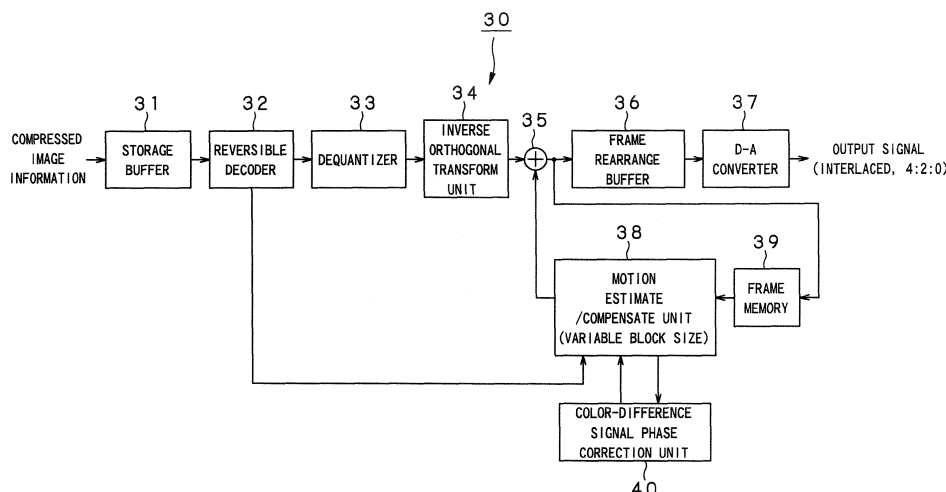 30
31
32
33
34
35
36
37
COMPRESSED
IMAGE
INFORMATION
STORAGE
BUFFER
REVERSIBLE
DECODER
DEQUANTIZER
INVERSE
ORTHOGONAL
TRANSFORM
UNIT
FRAME
REARRANGE
BUFFER
D-A
CONVERTER
OUTPUT SIGNAL
(INTERLACED, 4:2:0)
38
39
MOTION
ESTIMATE
/COMPENSATE UNIT
(VARIABLE BLOCK SIZE)
FRAME
MEMORY
COLOR-DIFFERENCE
SIGNAL PHASE
CORRECTION UNIT
40